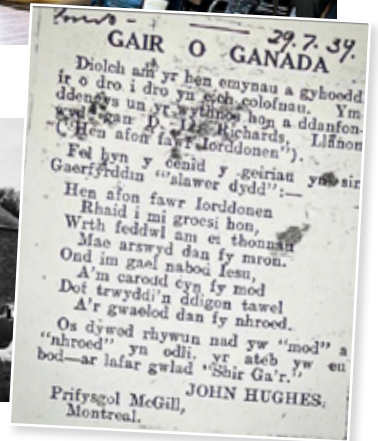 29.7.39.
GAIR O GANADA
Diolch am yr hen emynau a gyhoedd
ir o dro i dro yn eich colofnau. Ym-
ddengys un yr wythnos hon a ddanfon-
wyd gan D. Richards, Llanon
("Hen afon fawr Iorddonen").
Fel hyn y cenid y geiriau yn sir
Gaerfyrddin "slawer dydd":—
Hen afon fawr Iorddonen
Rhaid i mi groesi hon,
Wrth feddwl am ei thonnau
Mae arswyd dan fy mron.
Ond im gael nabod Iesu,
A'm carodd cyn fy mod
Dof trwyddi'n ddigon tawel
A'r gwaelod dan fy nhroed.
Os dywed rhywun nad yw "mod" a
"nhroed" yn odli, yr ateb yw eu
bod—ar lafar gwlad "Shir Ga'r."
JOHN HUGHES.
Prifysgol McGill,
Montreal.